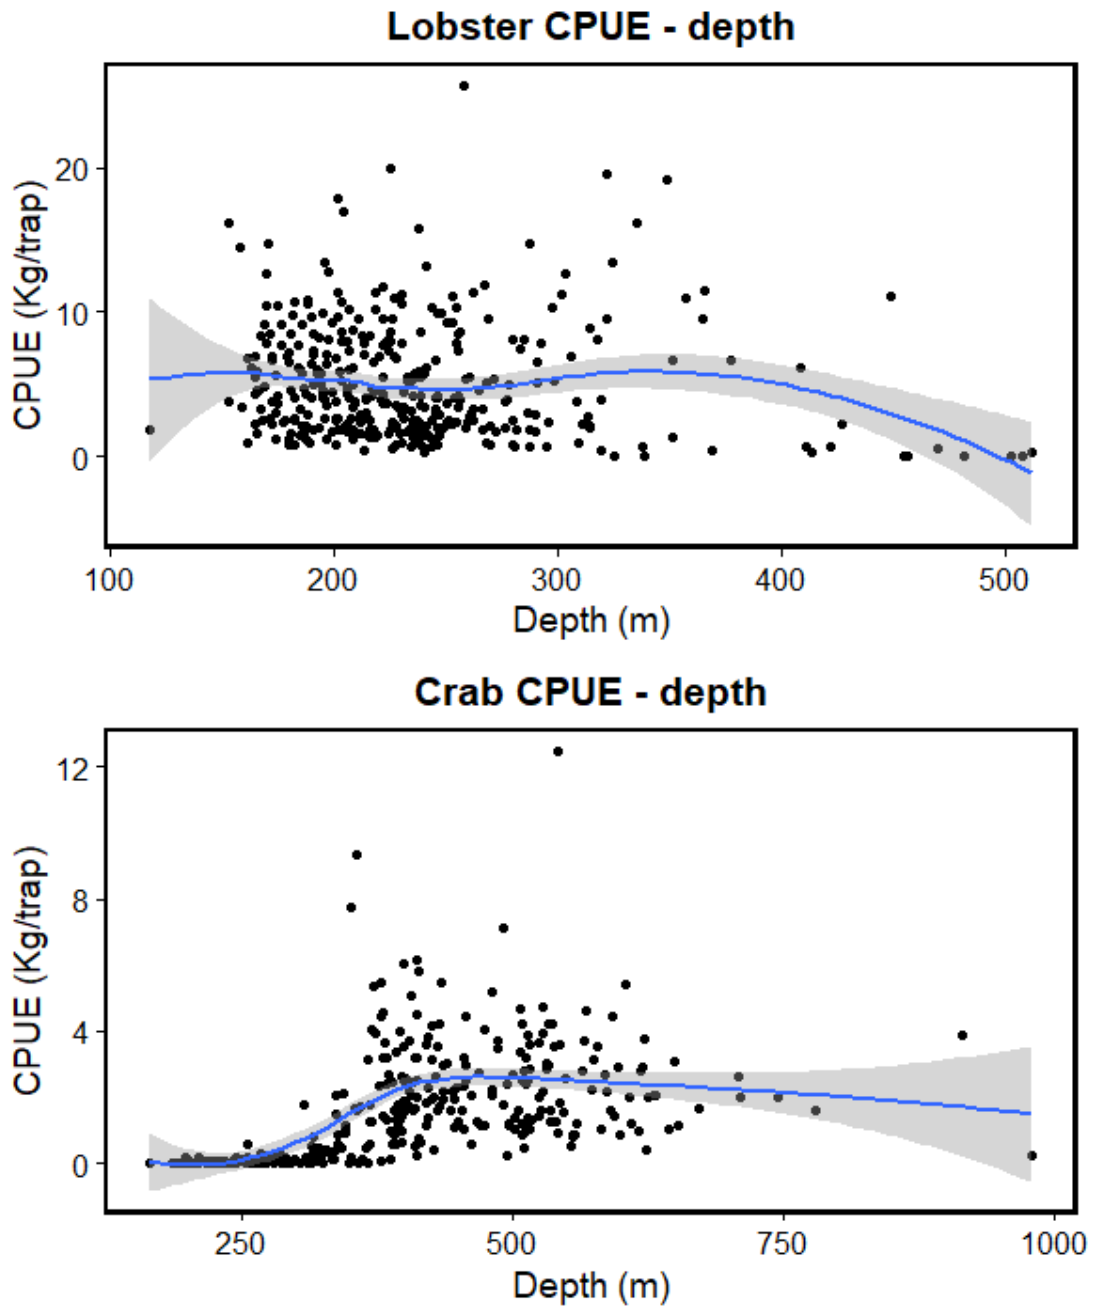 Lobster CPUE - depth
CPUE (Kg/trap)
20
10
0
100 200 300 400 500
Depth (m)
Crab CPUE - depth
CPUE (Kg/trap)
12
8
4
0
250 500 750 1000
Depth (m)